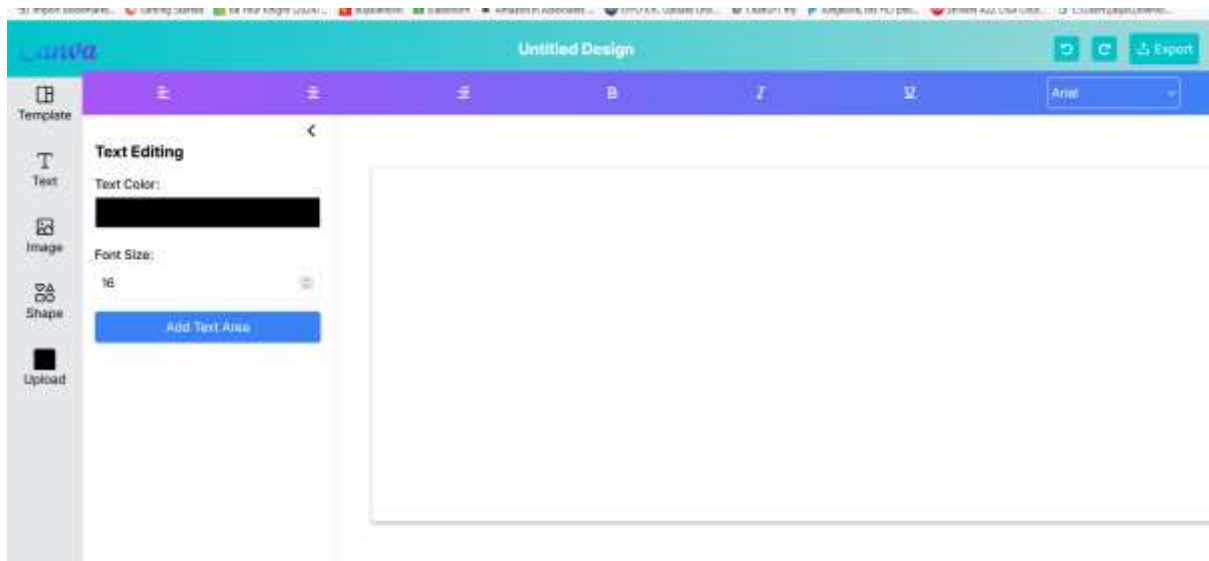 Canva
Untitled Design
Export
B I U
Arial
Template
Text
Image
Shape
Upload
Text Editing
Text Color:
Font Size:
16
Add Text Area